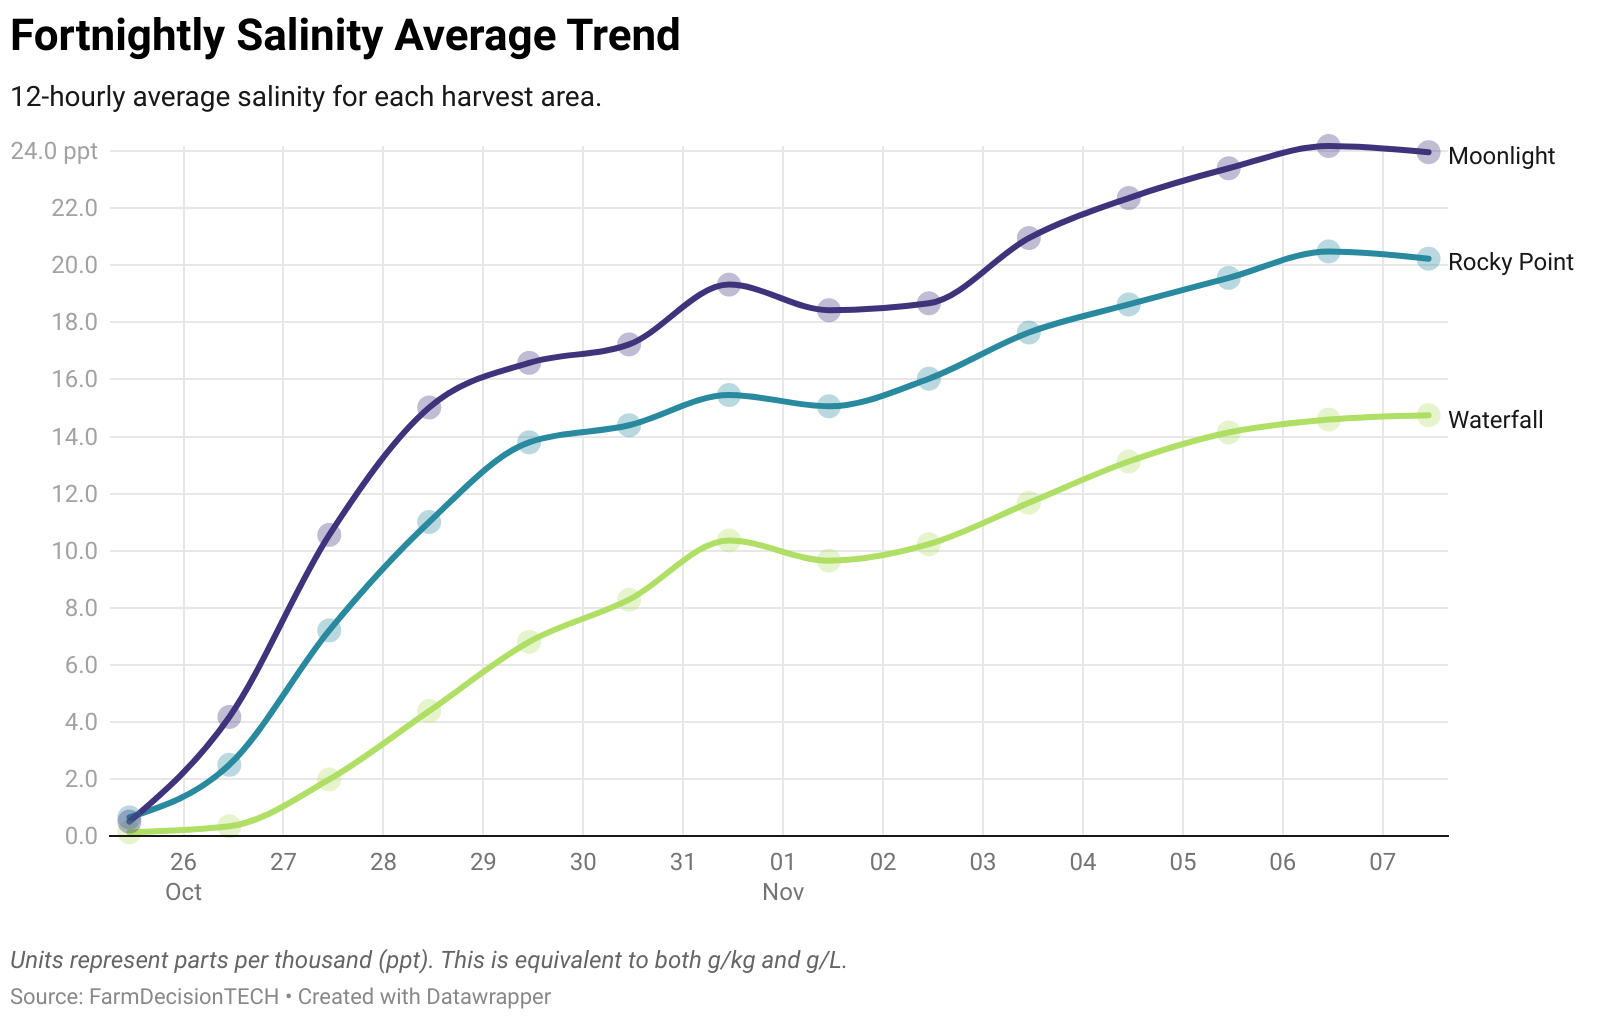 Fortnightly Salinity Average Trend
12-hourly average salinity for each harvest area.
24.0 ppt
22.0
20.0
18.0
16.0
14.0
12.0
10.0
8.0
6.0
4.0
2.0
0.0
Moonlight
Rocky Point
Waterfall
26 27 28 29 30 31 01 02 03 04 05 06 07
Oct Nov
Units represent parts per thousand (ppt). This is equivalent to both g/kg and g/L.
Source: FarmDecisionTECH • Created with Datawrapper